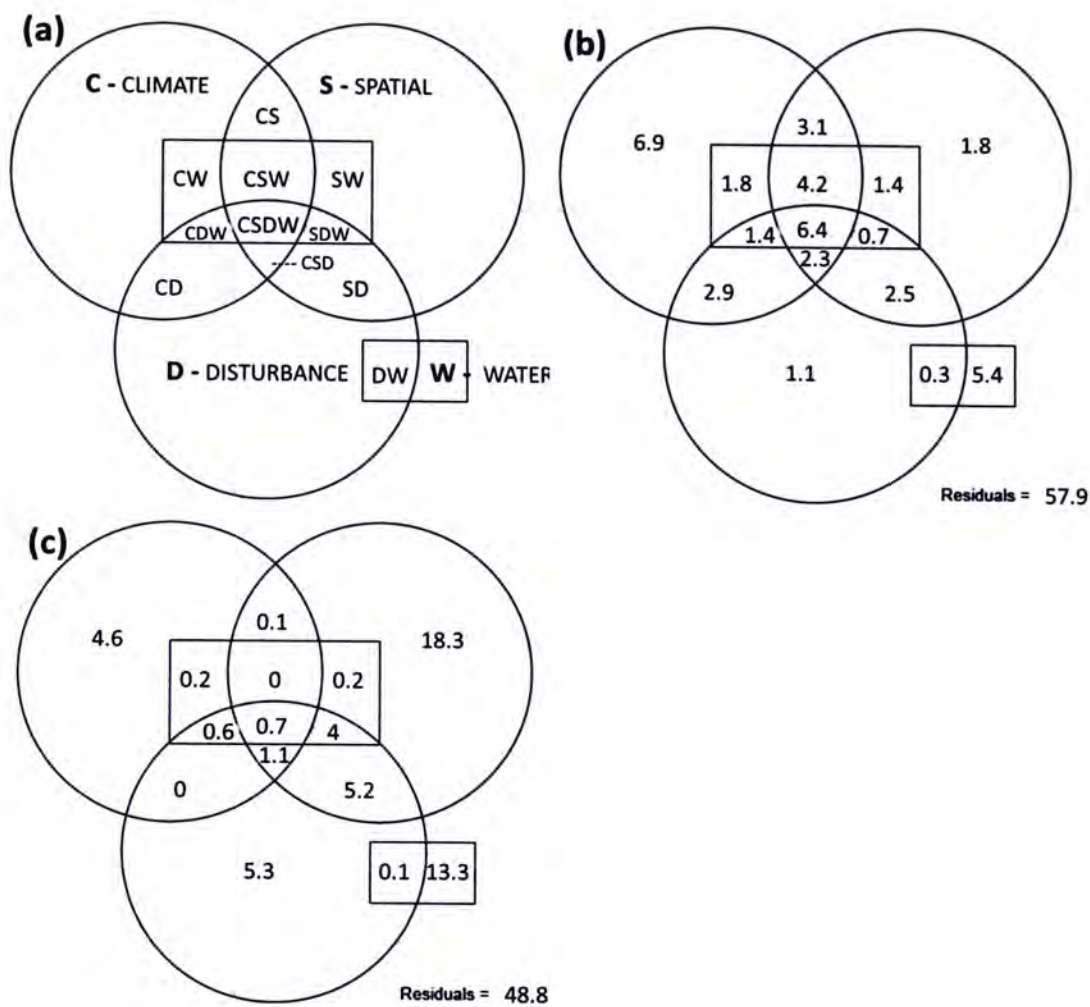 (a)
C - CLIMATE
S - SPATIAL
CS
CW CSW SW
CDW CSDW SDW
---- CSD
CD SD
D - DISTURBANCE DW W - WATER
(b)
6.9 3.1 1.8
1.8 4.2 1.4
1.4 6.4 0.7
2.3
2.9 2.5
1.1 0.3 5.4
Residuals = 57.9
(c)
4.6 0.1 18.3
0.2 0 0.2
0.6 0.7 4
1.1
0 5.2
5.3 0.1 13.3
Residuals = 48.8